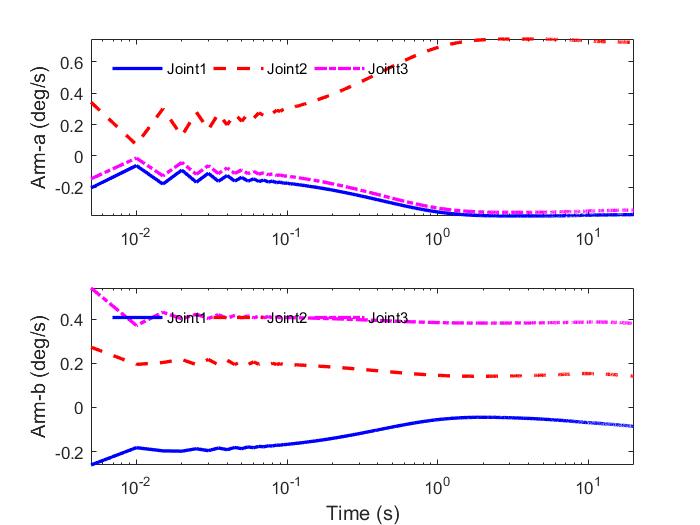 Arm-a (deg/s)
0.6
0.4
0.2
0
-0.2
Joint1 Joint2 Joint3
10^-2 10^-1 10^0 10^1
Arm-b (deg/s)
0.4
0.2
0
-0.2
Joint1 Joint2 Joint3
10^-2 10^-1 10^0 10^1
Time (s)